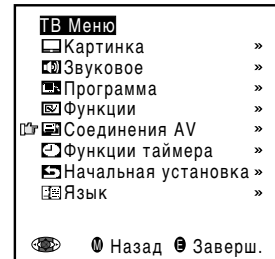 ТВ Меню
Картинка »
Звуковое »
Программа »
Функции »
Соединения AV »
Функции таймера »
Начальная установка »
Язык »
M Назад E Заверш.